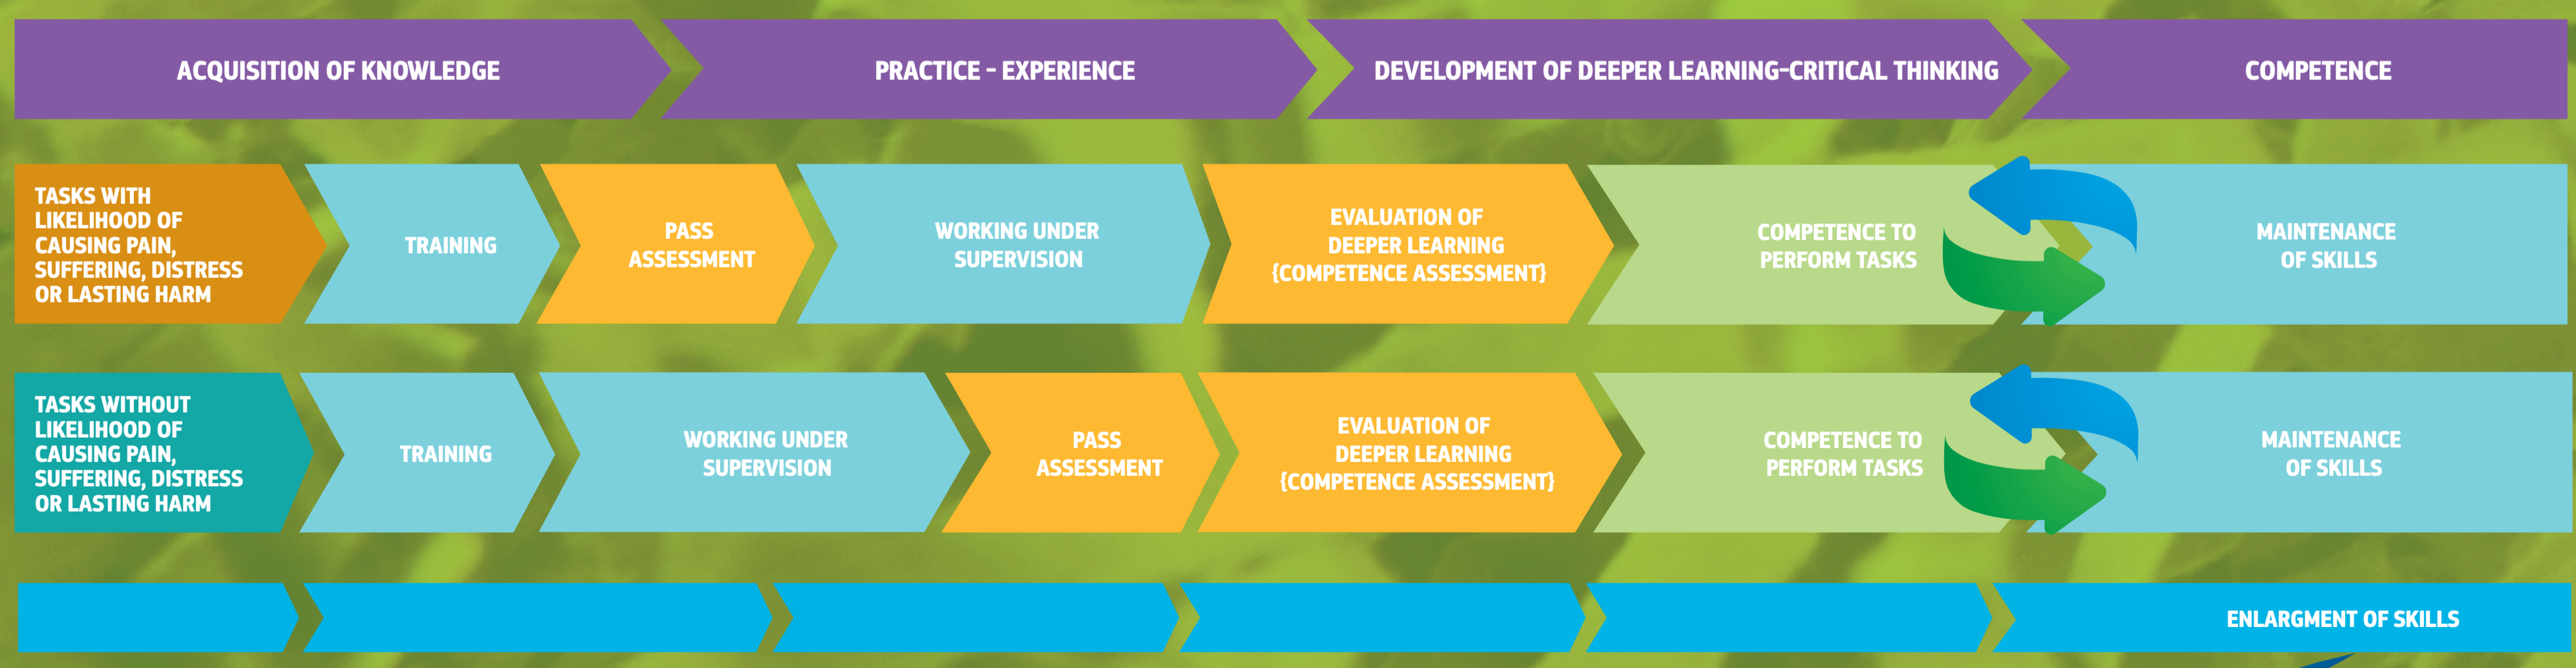 ACQUISITION OF KNOWLEDGE
PRACTICE - EXPERIENCE
DEVELOPMENT OF DEEPER LEARNING-CRITICAL THINKING
COMPETENCE
TASKS WITH
LIKELIHOOD OF
CAUSING PAIN,
SUFFERING, DISTRESS
OR LASTING HARM
TRAINING
PASS
ASSESSMENT
WORKING UNDER
SUPERVISION
EVALUATION OF
DEEPER LEARNING
{COMPETENCE ASSESSMENT}
COMPETENCE TO
PERFORM TASKS
MAINTENANCE
OF SKILLS
TASKS WITHOUT
LIKELIHOOD OF
CAUSING PAIN,
SUFFERING, DISTRESS
OR LASTING HARM
TRAINING
WORKING UNDER
SUPERVISION
PASS
ASSESSMENT
EVALUATION OF
DEEPER LEARNING
{COMPETENCE ASSESSMENT}
COMPETENCE TO
PERFORM TASKS
MAINTENANCE
OF SKILLS
ENLARGMENT OF SKILLS